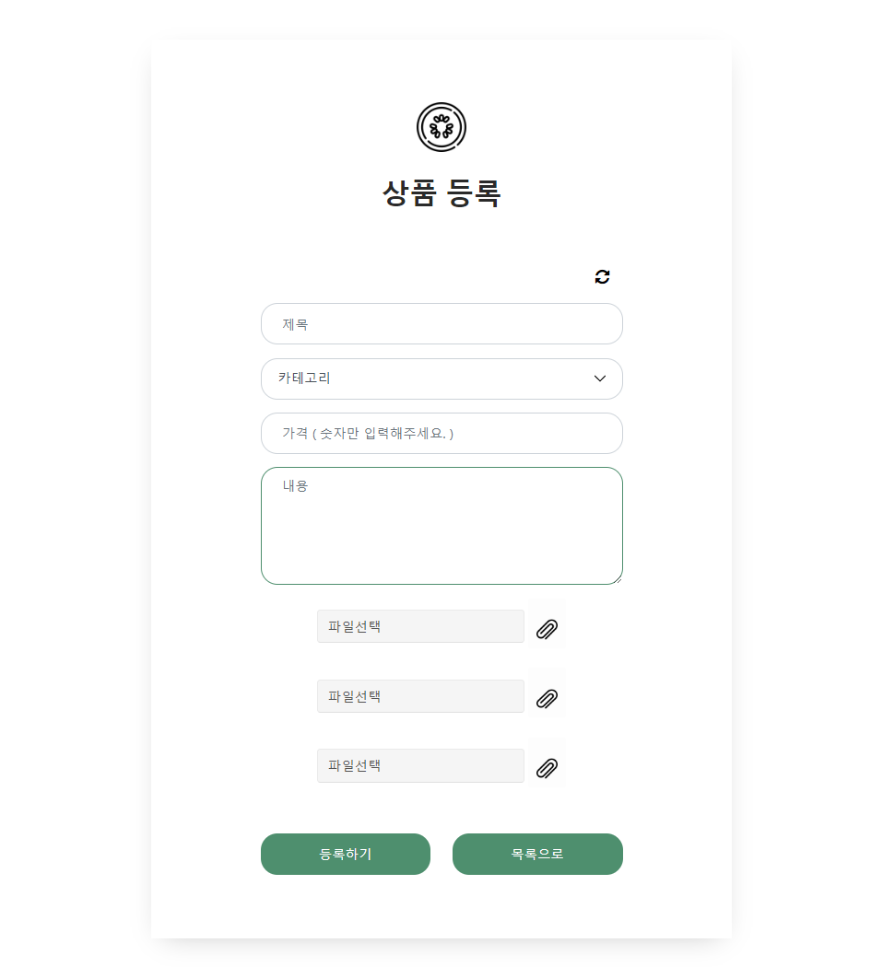 상품 등록
제목
카테고리
가격 ( 숫자만 입력해주세요. )
내용
파일선택
파일선택
파일선택
등록하기
목록으로